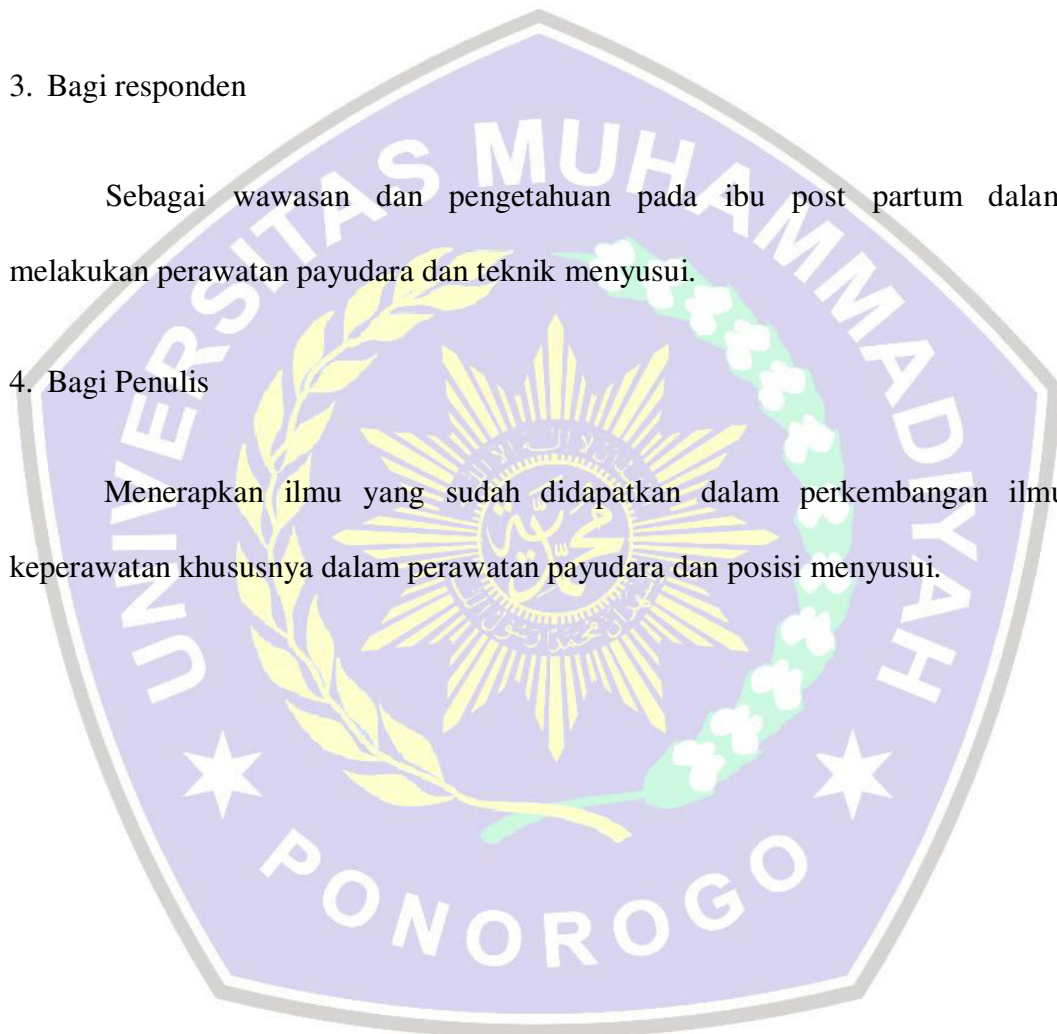 3. Bagi responden
Sebagai wawasan dan pengetahuan pada ibu post partum dalam
melakukan perawatan payudara dan teknik menyusui.
4. Bagi Penulis
Menerapkan ilmu yang sudah didapatkan dalam perkembangan ilmu
keperawatan khususnya dalam perawatan payudara dan posisi menyusui.
UNIVERSITAS MUHAMMADIYAH
PONOROGO